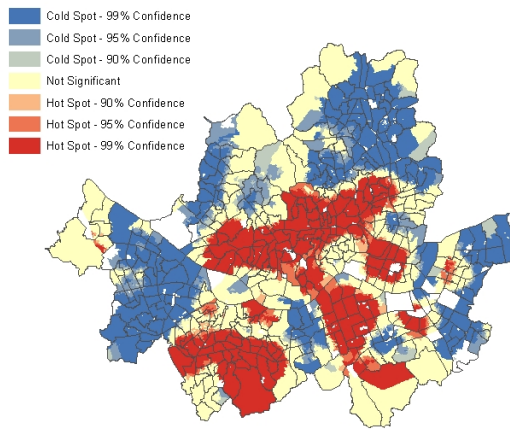 Cold Spot - 99% Confidence
Cold Spot - 95% Confidence
Cold Spot - 90% Confidence
Not Significant
Hot Spot - 90% Confidence
Hot Spot - 95% Confidence
Hot Spot - 99% Confidence